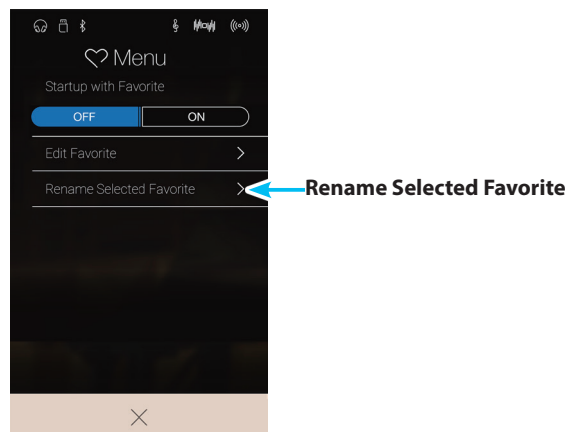 Menu
Startup with Favorite
OFF ON
Edit Favorite
Rename Selected Favorite
Rename Selected Favorite